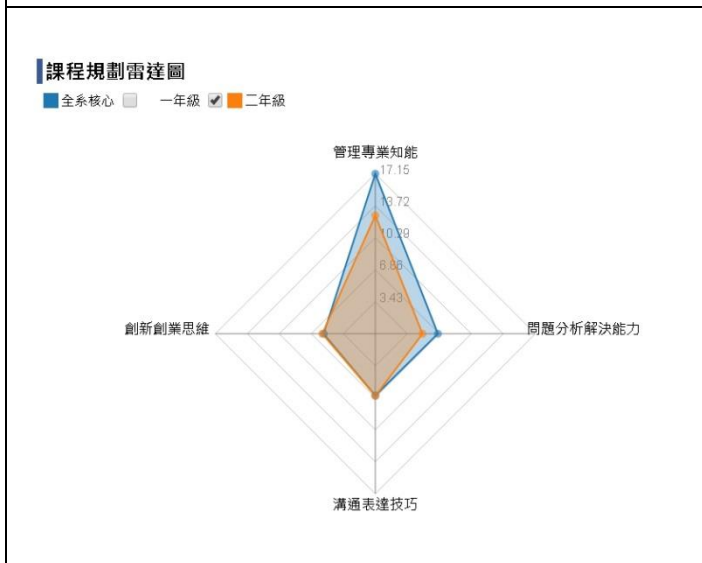 課程規劃雷達圖
全系核心 一年級 二年級
管理專業知能
17.15
13.72
10.29
6.86
3.43
創新創業思維 問題分析解決能力
溝通表達技巧